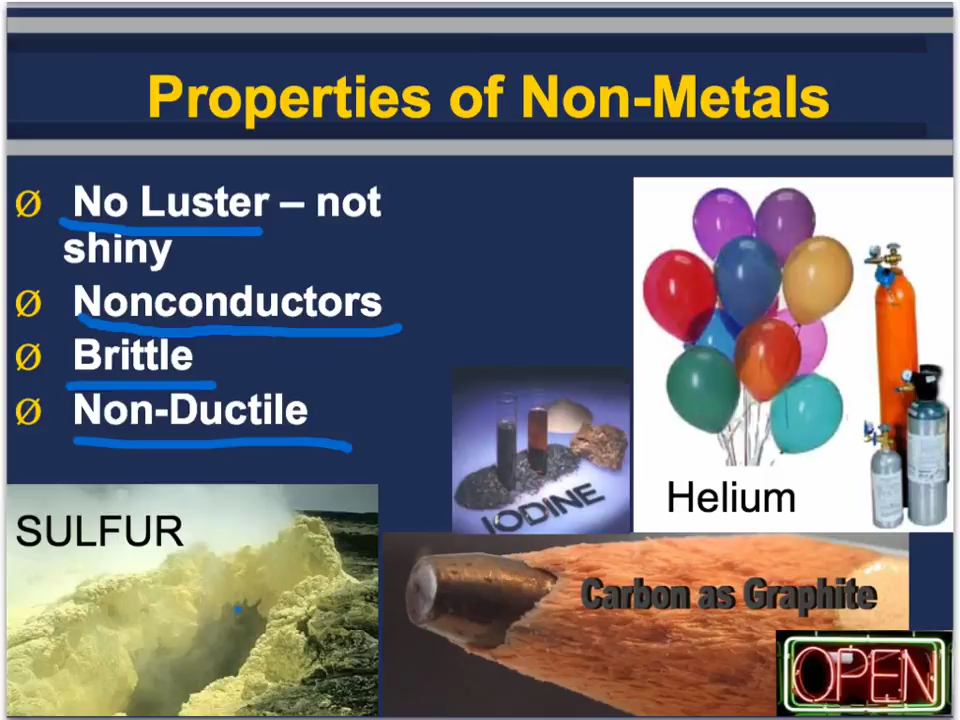 Properties of Non-Metals
Ø No Luster – not
shiny
Ø Nonconductors
Ø Brittle
Ø Non-Ductile
SULFUR
IODINE
Helium
Carbon as Graphite
OPEN